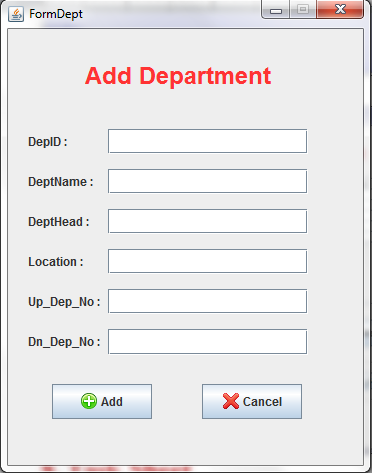 FormDept
Add Department
DepID :
DeptName :
DeptHead :
Location :
Up_Dep_No :
Dn_Dep_No :
Add Cancel